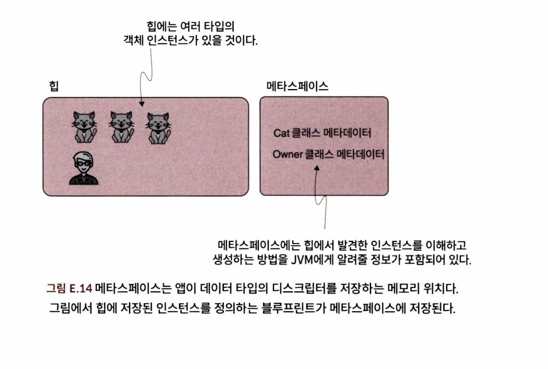 힙에는 여러 타입의
객체 인스턴스가 있을 것이다.
힙
메타스페이스
Cat 클래스 메타데이터
Owner 클래스 메타데이터
메타스페이스에는 힙에서 발견한 인스턴스를 이해하고
생성하는 방법을 JVM에게 알려줄 정보가 포함되어 있다.
그림 E.14 메타스페이스는 앱이 데이터 타입의 디스크립터를 저장하는 메모리 위치다.
그림에서 힙에 저장된 인스턴스를 정의하는 블루프린트가 메타스페이스에 저장된다.